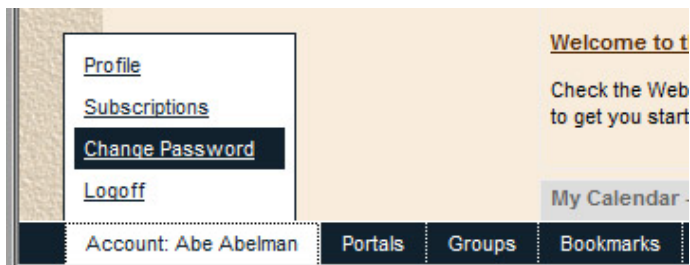 Profile
Subscriptions
Change Password
Logoff
Welcome to
Check the Web
to get you start
My Calendar -
Account: Abe Abelman Portals Groups Bookmarks